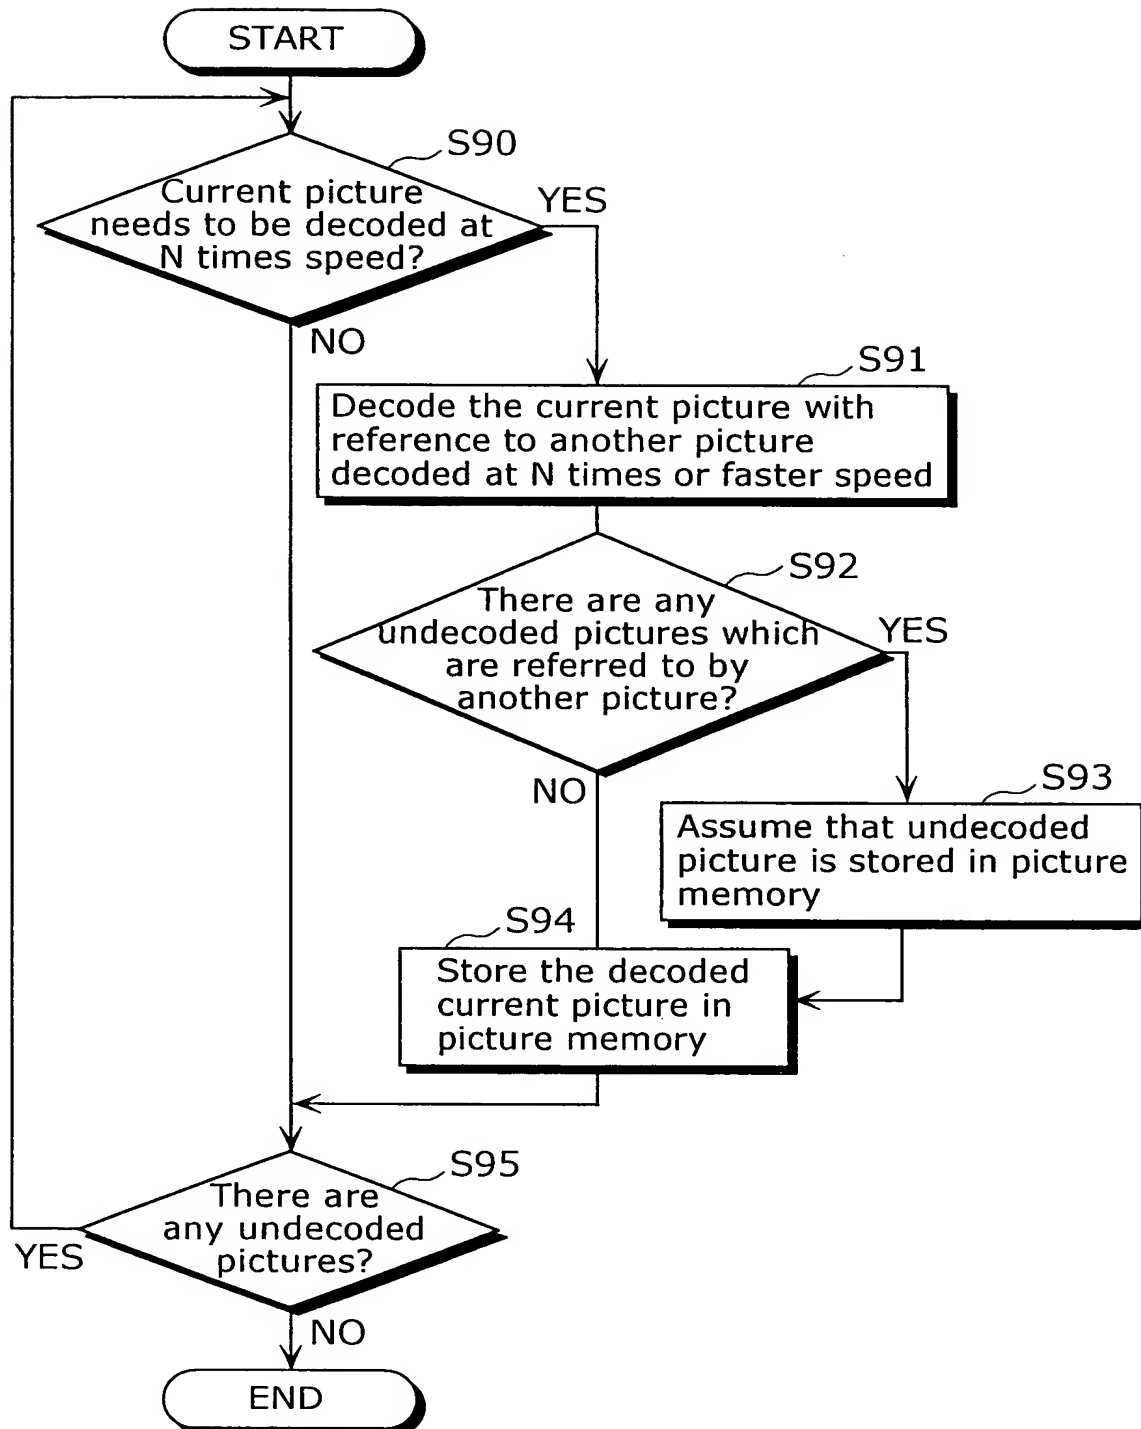 START
S90
Current picture
needs to be decoded at
N times speed?
YES
NO
S91
Decode the current picture with
reference to another picture
decoded at N times or faster speed
S92
There are any
undecoded pictures which
are referred to by
another picture?
YES
NO
S93
Assume that undecoded
picture is stored in picture
memory
S94
Store the decoded
current picture in
picture memory
S95
There are
any undecoded
pictures?
YES
NO
END